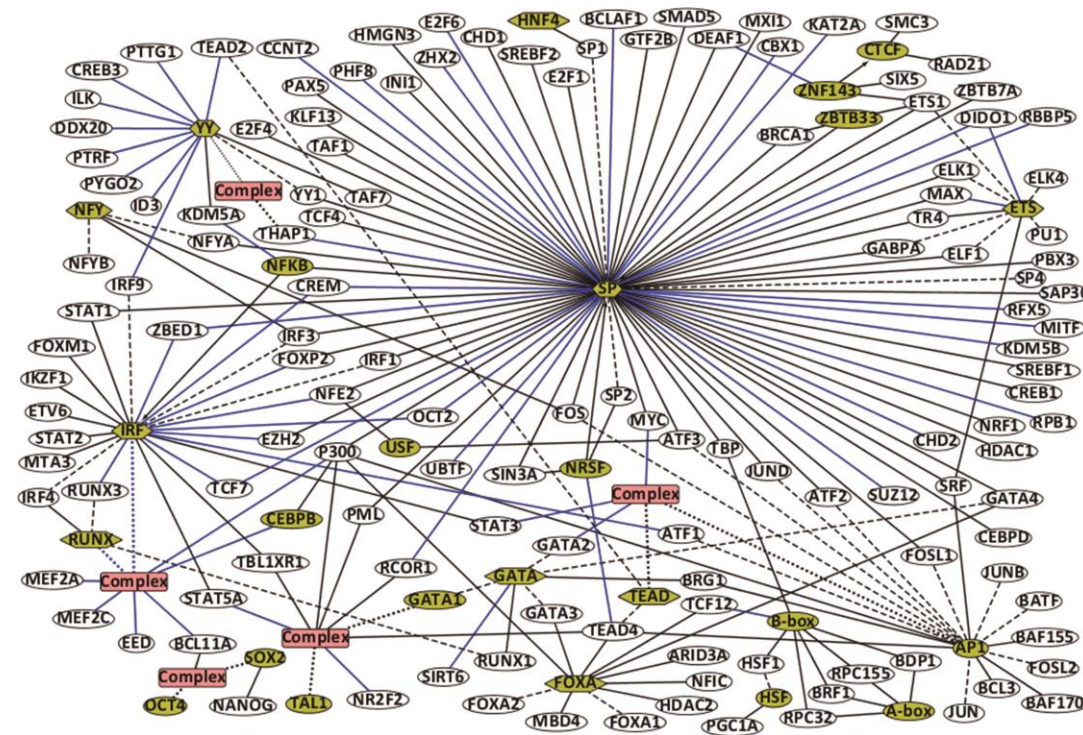 HNF4
BCLAF1
SMAD5
MXI1
KAT2A
SMC3
E2F6
HMGN3
CHD1
SREBF2
SP1
GTF2B
DEAF1
CBX1
CTCF
PTTG1
TEAD2
CCNT2
ZHX2
E2F1
RAD21
CREB3
PHF8
INI1
ZNF143
SIX5
PAX5
ZBTB7A
ILK
KLF13
ETS1
DIDO1
RBBP5
DDX20
YY
E2F4
TAF1
BRCA1
ZBTB33
PTRF
PYGO2
Complex
YY1
TAF7
ELK1
ELK4
NFY
ID3
KDM5A
TCF4
MAX
ETS
THAP1
TR4
PU1
NFYB
NFYA
GABPA
ELF1
NFKB
PBX3
IRF9
CREM
SP
SP4
SAP30
STAT1
ZBED1
RFX5
MITF
FOXM1
IRF3
FOXP2
IRF1
KDM5B
IKZF1
NFE2
SREBF1
CREB1
ETV6
OCT2
FOS
SP2
MYC
RPB1
IRF
NRF1
STAT2
EZH2
P300
USF
ATF3
TBP
CHD2
HDAC1
MTA3
UBTF
SIN3A
NRSF
JUND
IRF4
RUNX3
TCF7
Complex
ATF2
SUZ12
SRF
GATA4
CEBPB
PML
STAT3
ATF1
CEBPD
RUNX
TBL1XR1
RCOR1
GATA2
FOSL1
JUNB
MEF2A
Complex
GATA
BRG1
BATF
MEF2C
STAT5A
GATA1
GATA3
TEAD
TCF12
B-box
EED
Complex
TEAD4
AP1
BAF155
BCL11A
SOX2
RUNX1
ARID3A
HSF1
BDP1
FOSL2
Complex
SIRT6
FOXA
NFIC
RPC155
BCL3
OCT4
NANOG
TAL1
NR2F2
FOXA2
HDAC2
HSF
BRF1
A-box
BAF170
MBD4
FOXA1
PGC1A
RPC32
JUN